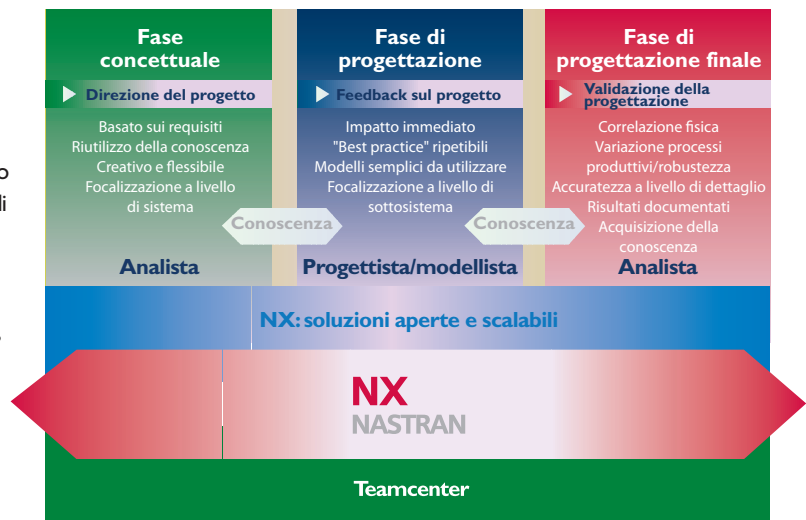 Fase
concettuale
Direzione del progetto
Basato sui requisiti
Riutilizzo della conoscenza
Creativo e flessibile
Focalizzazione a livello
di sistema
Analista
Conoscenza
Fase di
progettazione
Feedback sul progetto
Impatto immediato
"Best practice" ripetibili
Modelli semplici da utilizzare
Focalizzazione a livello di
sottosistema
Progettista/modellista
Conoscenza
Fase di
progettazione finale
Validazione della
progettazione
Correlazione fisica
Variazione processi
produttivi/robustezza
Accuratezza a livello di dettaglio
Risultati documentati
Acquisizione della
conoscenza
Analista
NX: soluzioni aperte e scalabili
NX
NASTRAN
Teamcenter